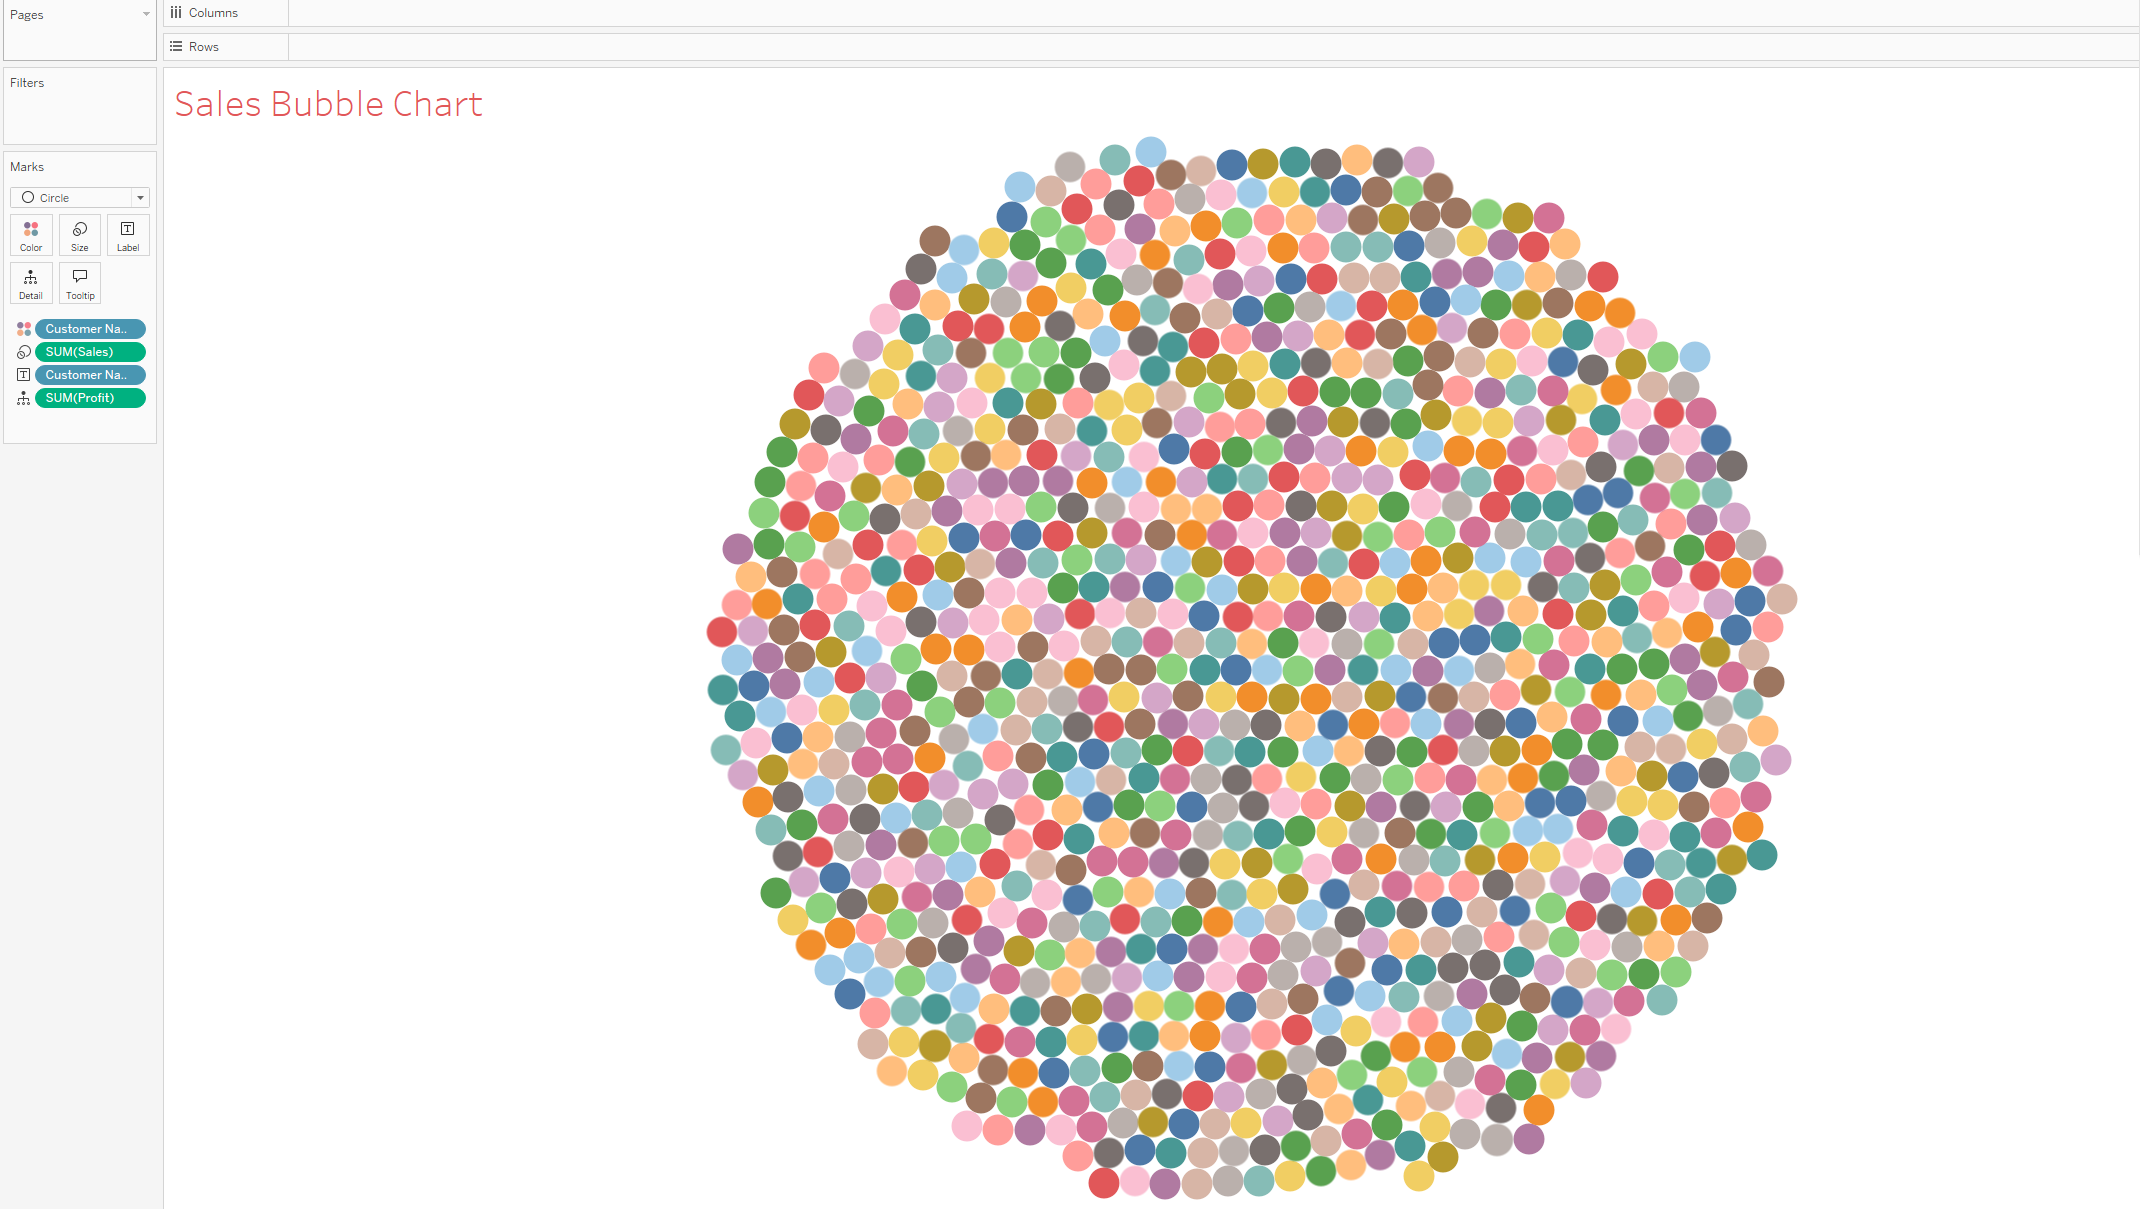 Pages
Columns
Rows
Filters
Sales Bubble Chart
Marks
Circle
Color
Size
Label
Detail
Tooltip
Customer Na..
SUM(Sales)
Customer Na..
SUM(Profit)